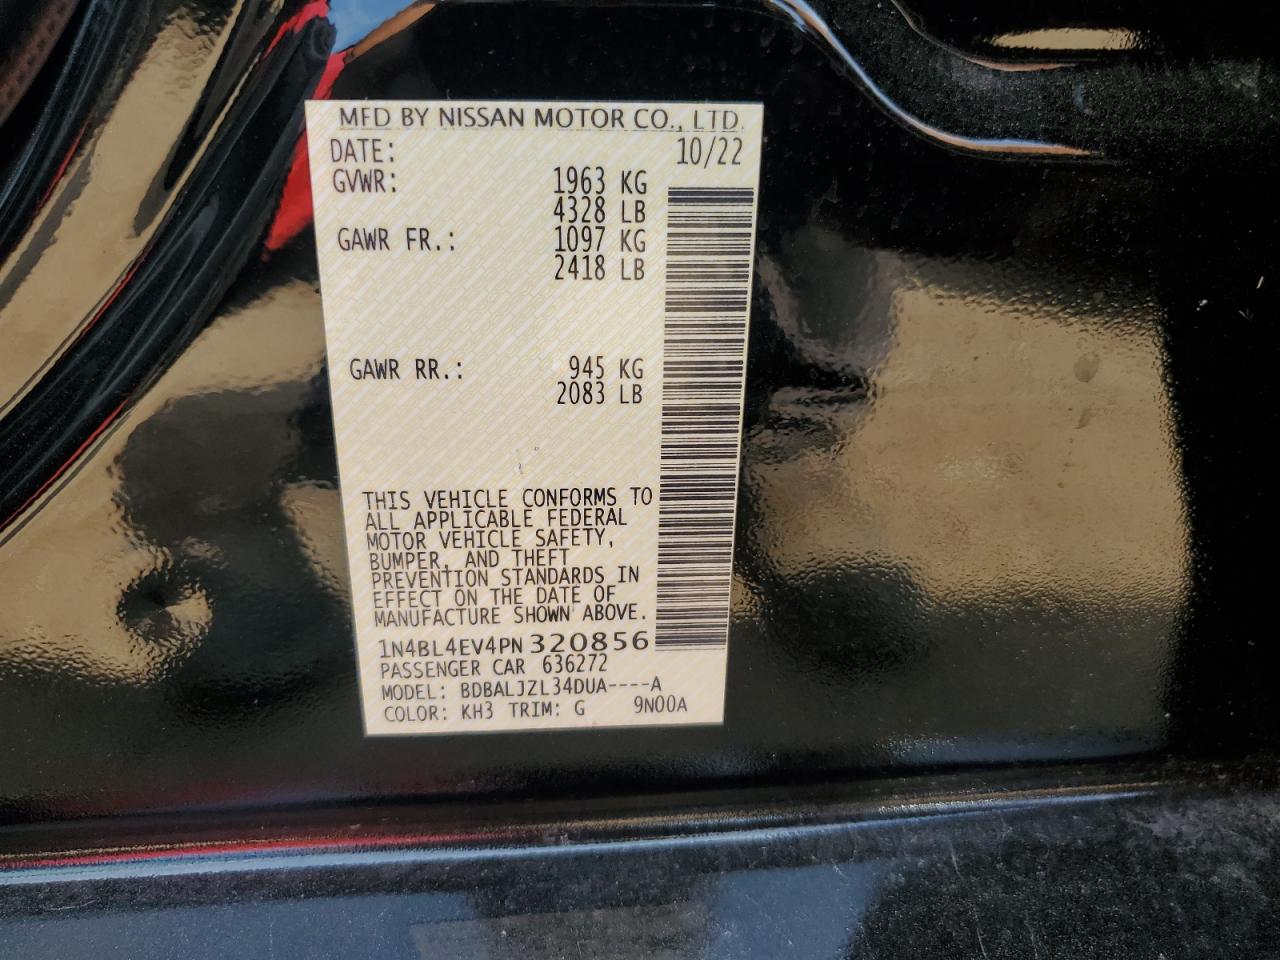 MFD BY NISSAN MOTOR CO., LTD.
DATE: 10/22
GVWR: 1963 KG
4328 LB
GAWR FR.: 1097 KG
2418 LB
GAWR RR.: 945 KG
2083 LB
THIS VEHICLE CONFORMS TO
ALL APPLICABLE FEDERAL
MOTOR VEHICLE SAFETY,
BUMPER, AND THEFT
PREVENTION STANDARDS IN
EFFECT ON THE DATE OF
MANUFACTURE SHOWN ABOVE.
1N4BL4EV4PN320856
PASSENGER CAR 636272
MODEL: BDBALJZL34DUA----A
COLOR: KH3 TRIM: G 9N00A